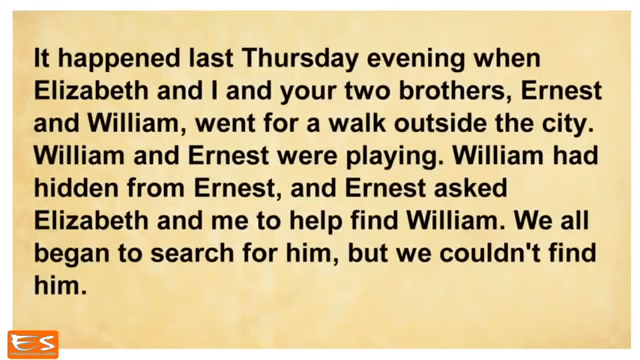 It happened last Thursday evening when
Elizabeth and I and your two brothers, Ernest
and William, went for a walk outside the city.
William and Ernest were playing. William had
hidden from Ernest, and Ernest asked
Elizabeth and me to help find William. We all
began to search for him, but we couldn't find
him.
ES